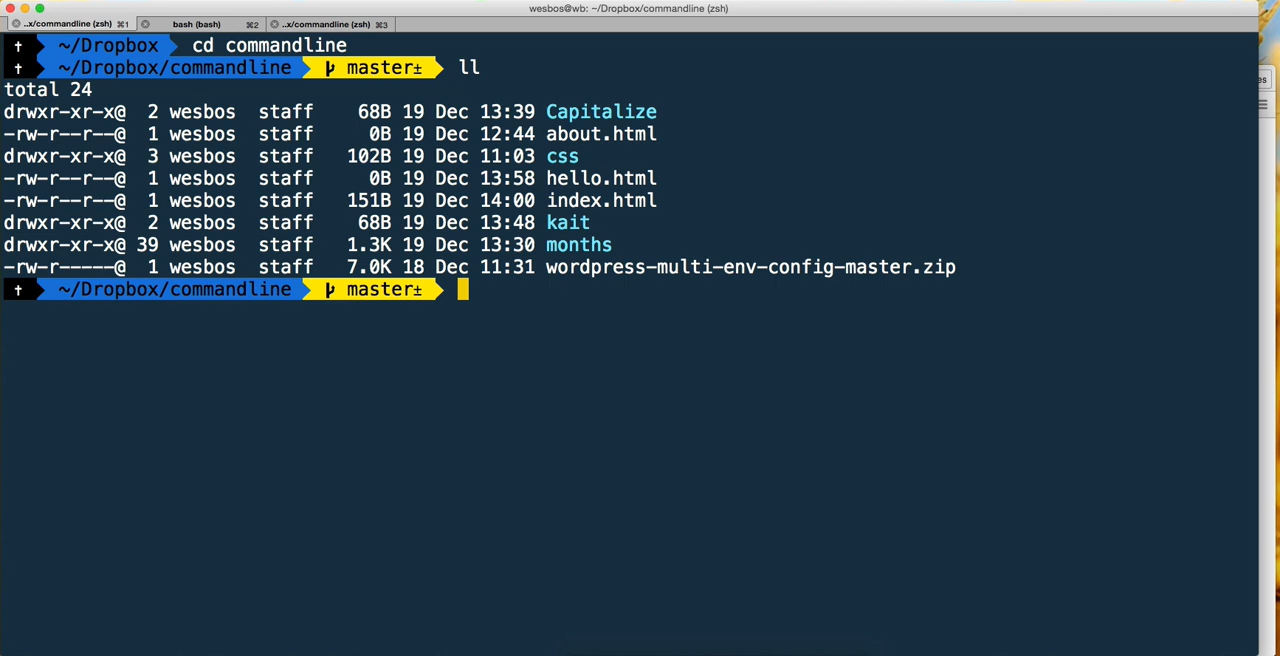 wesbos@wb: ~/Dropbox/commandline (zsh)
..x/commandline (zsh) ⌘1 bash (bash) ⌘2 ..x/commandline (zsh) ⌘3
~/Dropbox cd commandline
~/Dropbox/commandline master± ll
total 24
drwxr-xr-x@ 2 wesbos staff 68B 19 Dec 13:39 Capitalize
-rw-r--r--@ 1 wesbos staff 0B 19 Dec 12:44 about.html
drwxr-xr-x@ 3 wesbos staff 102B 19 Dec 11:03 css
-rw-r--r--@ 1 wesbos staff 0B 19 Dec 13:58 hello.html
-rw-r--r--@ 1 wesbos staff 151B 19 Dec 14:00 index.html
drwxr-xr-x@ 2 wesbos staff 68B 19 Dec 13:48 kait
drwxr-xr-x@ 39 wesbos staff 1.3K 19 Dec 13:30 months
-rw-r-----@ 1 wesbos staff 7.0K 18 Dec 11:31 wordpress-multi-env-config-master.zip
~/Dropbox/commandline master±